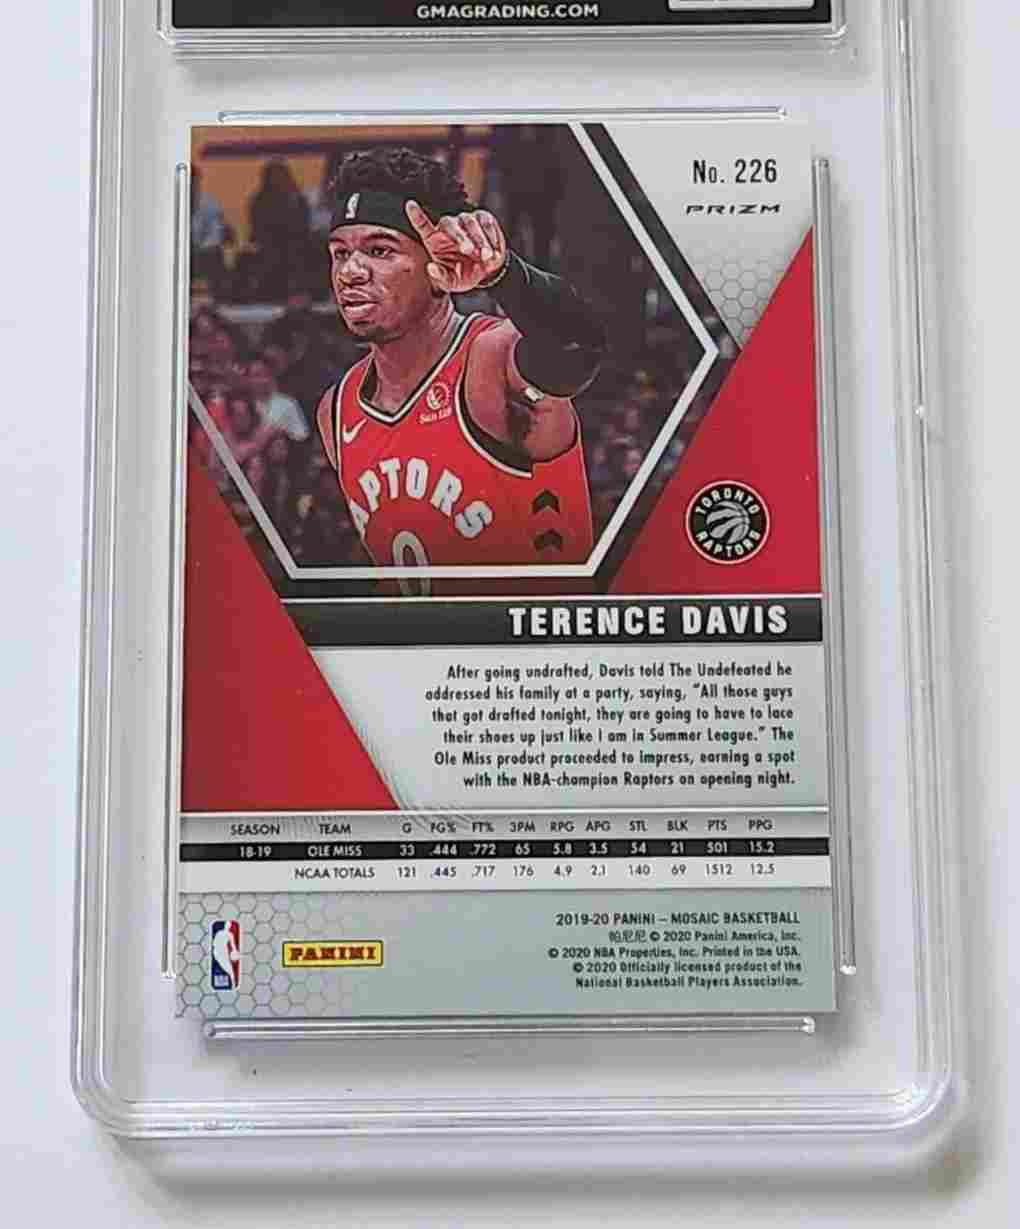 GMAGRADING.COM
No. 226
PRIZM
Sun Life
APTORS
0
TORONTO
RAPTORS
TERENCE DAVIS
After going undrafted, Davis told The Undefeated he
addressed his family at a party, saying, "All those guys
that got drafted tonight, they are going to have to lace
their shoes up just like I am in Summer League." The
Ole Miss product proceeded to impress, earning a spot
with the NBA-champion Raptors on opening night.
SEASON TEAM G FG% FT% 3PM RPG APG STL BLK PTS PPG
18-19 OLE MISS 33 .444 .772 65 5.8 3.5 54 21 501 15.2
NCAA TOTALS 121 .445 .717 176 4.9 2.1 140 69 1512 12.5
2019-20 PANINI – MOSAIC BASKETBALL
帕尼尼 © 2020 Panini America, Inc.
PANINI
© 2020 NBA Properties, Inc. Printed in the USA.
© 2020 Officially licensed product of the
National Basketball Players Association.